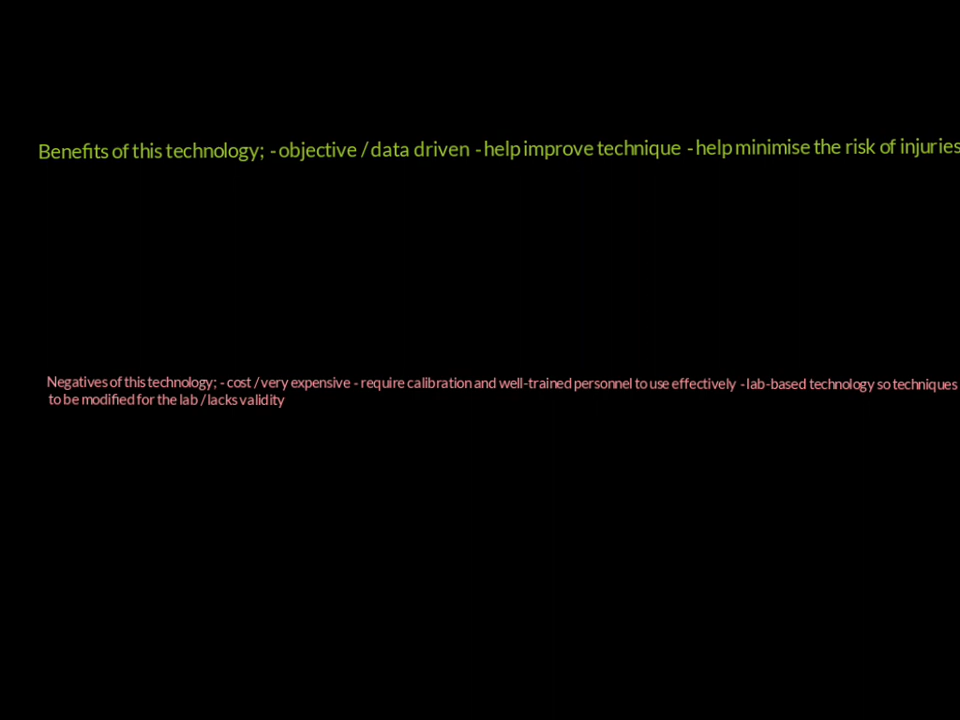 Benefits of this technology; - objective / data driven - help improve technique - help minimise the risk of injuries
Negatives of this technology; - cost / very expensive - require calibration and well-trained personnel to use effectively - lab-based technology so techniques
to be modified for the lab / lacks validity